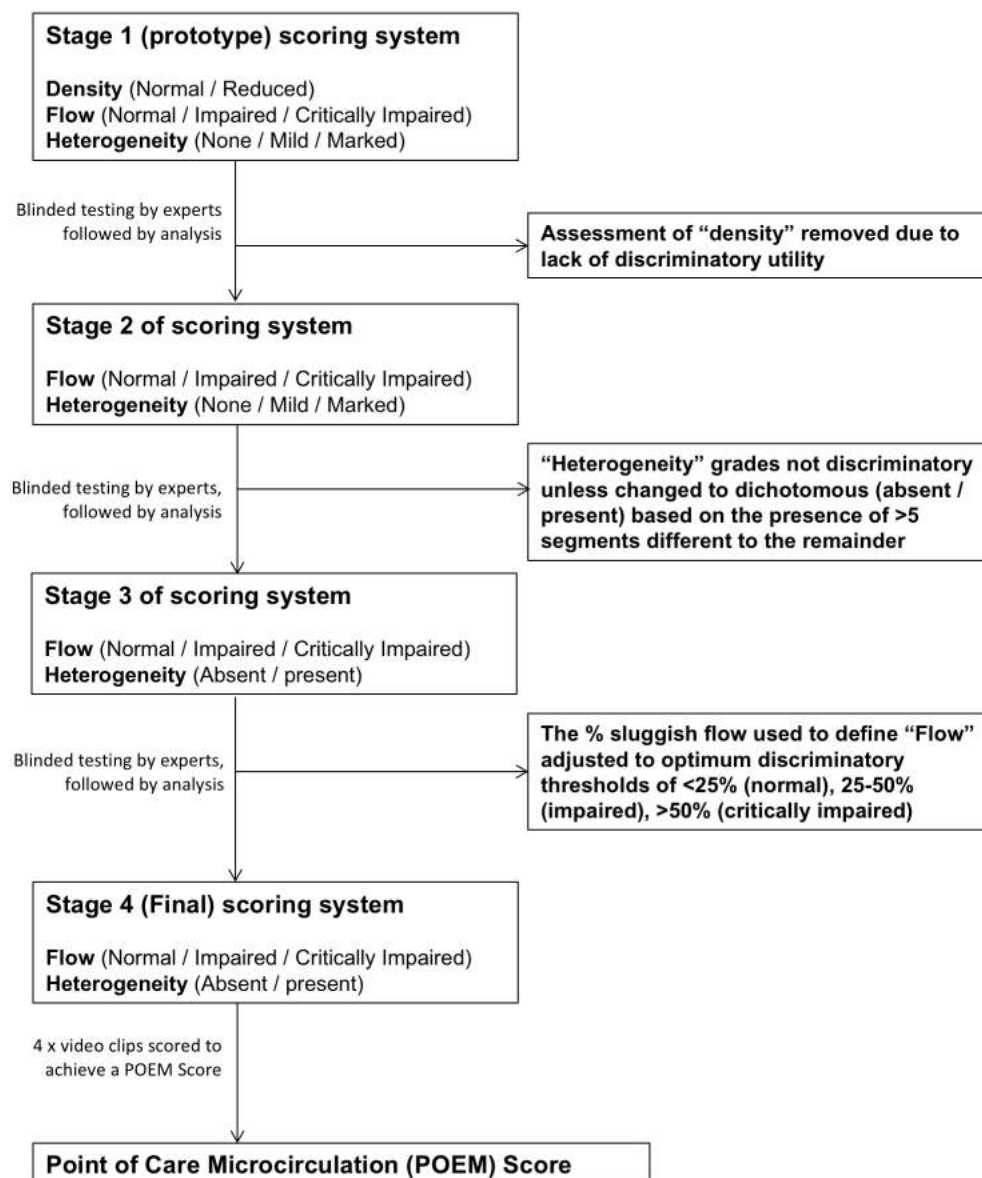 Stage 1 (prototype) scoring system
Density (Normal / Reduced)
Flow (Normal / Impaired / Critically Impaired)
Heterogeneity (None / Mild / Marked)
Blinded testing by experts
followed by analysis
Assessment of “density” removed due to
lack of discriminatory utility
Stage 2 of scoring system
Flow (Normal / Impaired / Critically Impaired)
Heterogeneity (None / Mild / Marked)
Blinded testing by experts,
followed by analysis
“Heterogeneity” grades not discriminatory
unless changed to dichotomous (absent /
present) based on the presence of >5
segments different to the remainder
Stage 3 of scoring system
Flow (Normal / Impaired / Critically Impaired)
Heterogeneity (Absent / present)
Blinded testing by experts,
followed by analysis
The % sluggish flow used to define “Flow”
adjusted to optimum discriminatory
thresholds of <25% (normal), 25-50%
(impaired), >50% (critically impaired)
Stage 4 (Final) scoring system
Flow (Normal / Impaired / Critically Impaired)
Heterogeneity (Absent / present)
4 x video clips scored to
achieve a POEM Score
Point of Care Microcirculation (POEM) Score